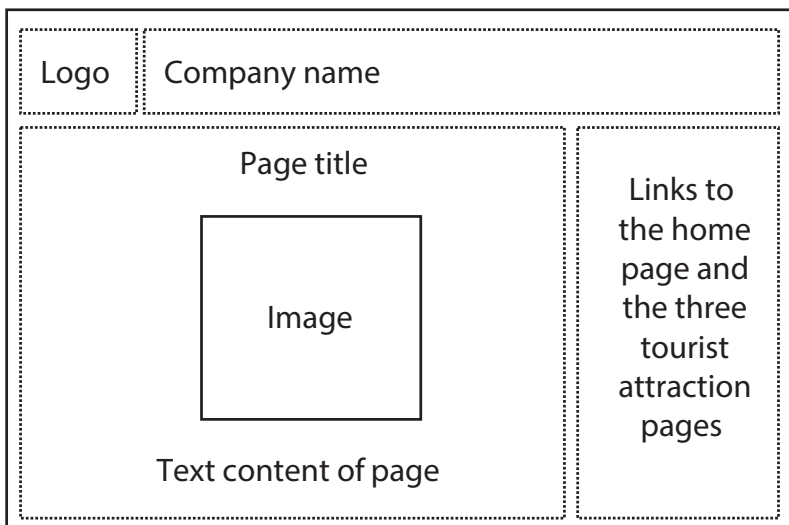 Logo
Company name
Page title
Image
Text content of page
Links to
the home
page and
the three
tourist
attraction
pages